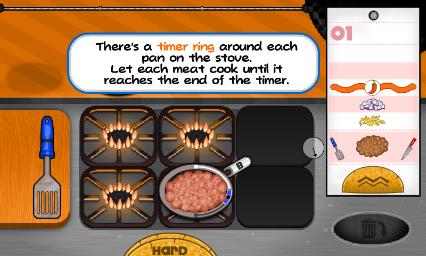 There's a timer ring around each
pan on the stove.
Let each meat cook until it
reaches the end of the timer.
01
HARD